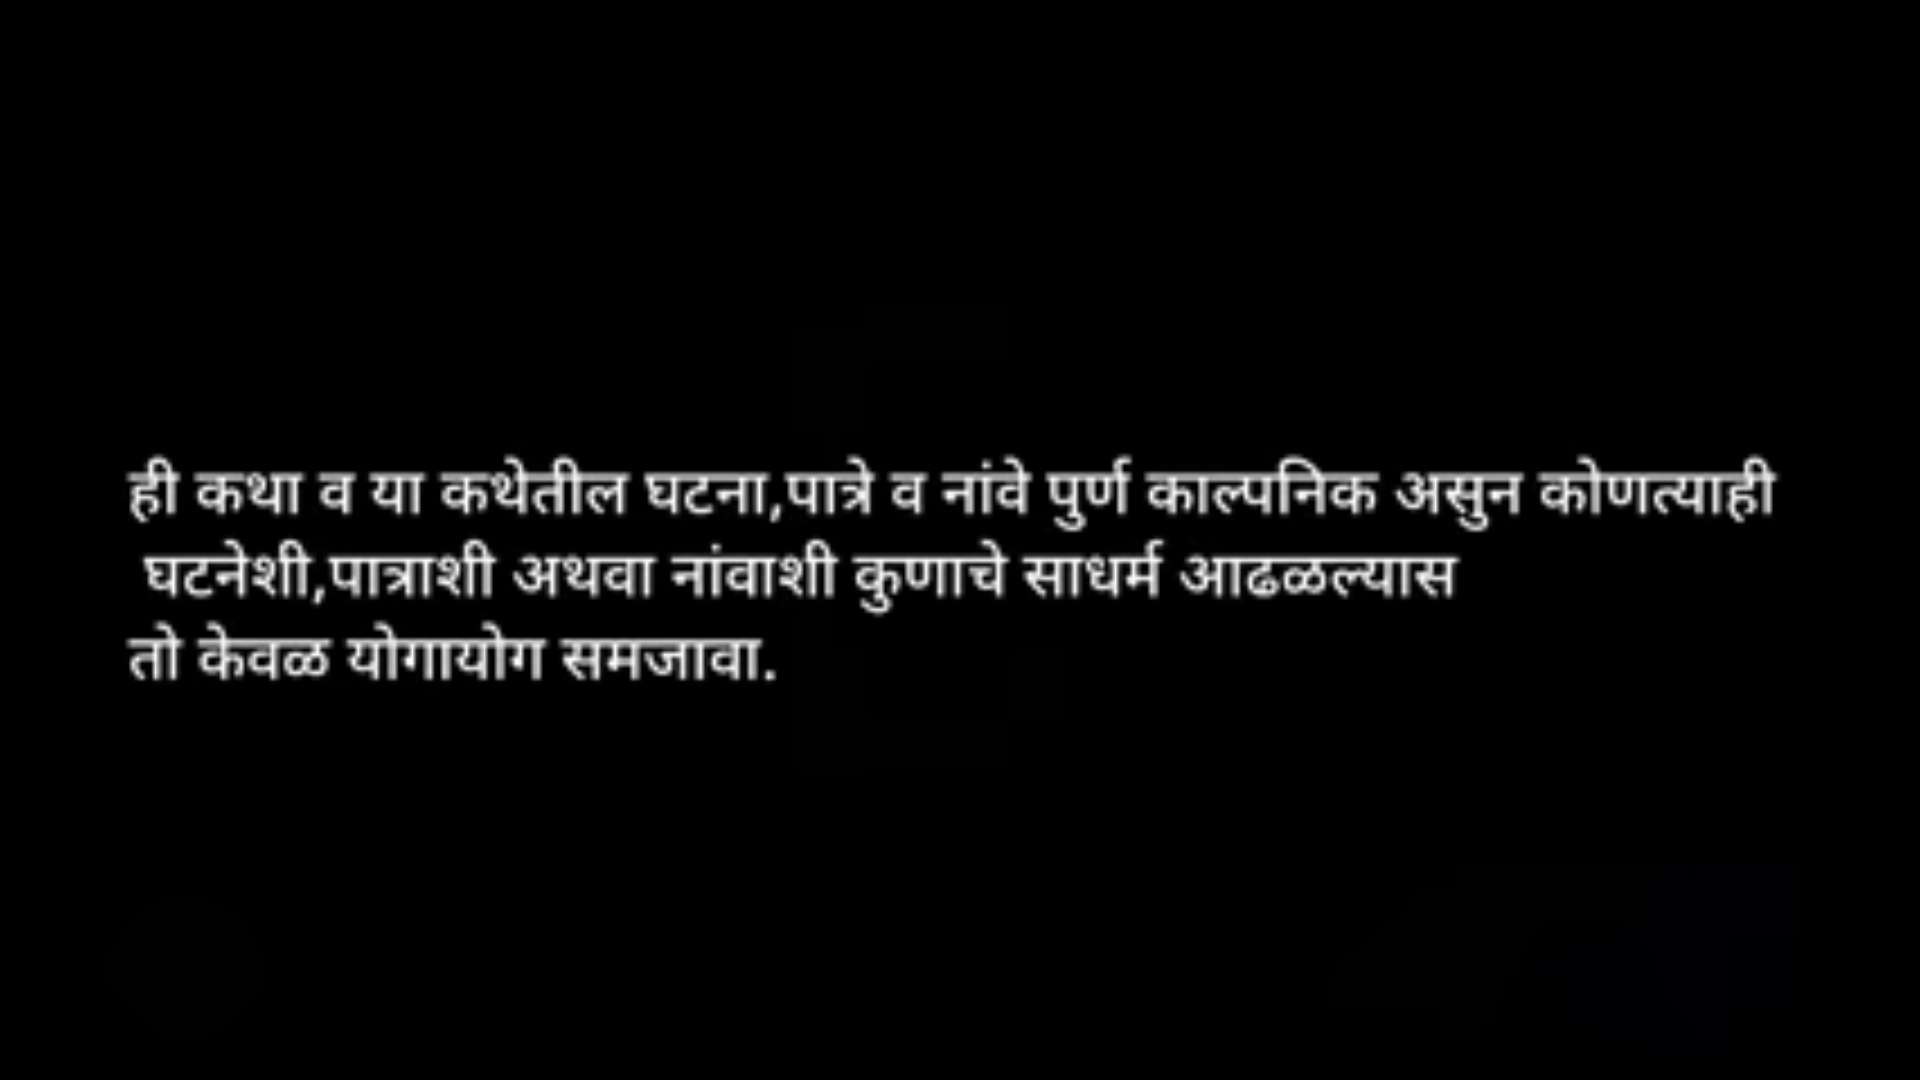 ही कथा व या कथेतील घटना,पात्रे व नांवे पुर्ण काल्पनिक असुन कोणत्याही
घटनेशी,पात्राशी अथवा नांवाशी कुणाचे साधर्म आढळल्यास
तो केवळ योगायोग समजावा.